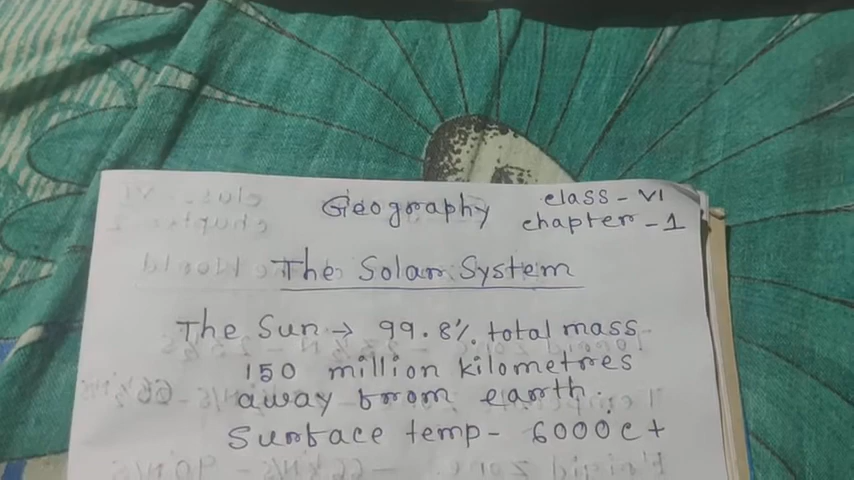 Geography
class - VI
chapter - 1
The Solar System
The Sun → 99.8% total mass
150 million kilometres
away from earth.
Surface temp - 6000°c +